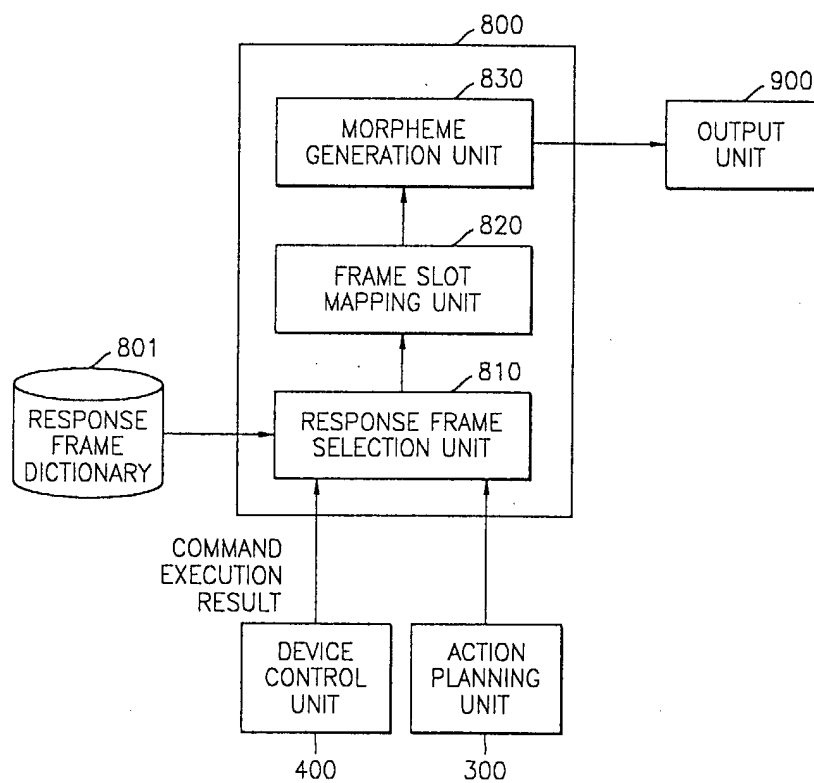 800
830
MORPHEME
GENERATION UNIT
900
OUTPUT
UNIT
820
FRAME SLOT
MAPPING UNIT
801
RESPONSE
FRAME
DICTIONARY
810
RESPONSE FRAME
SELECTION UNIT
COMMAND
EXECUTION
RESULT
DEVICE
CONTROL
UNIT
400
ACTION
PLANNING
UNIT
300